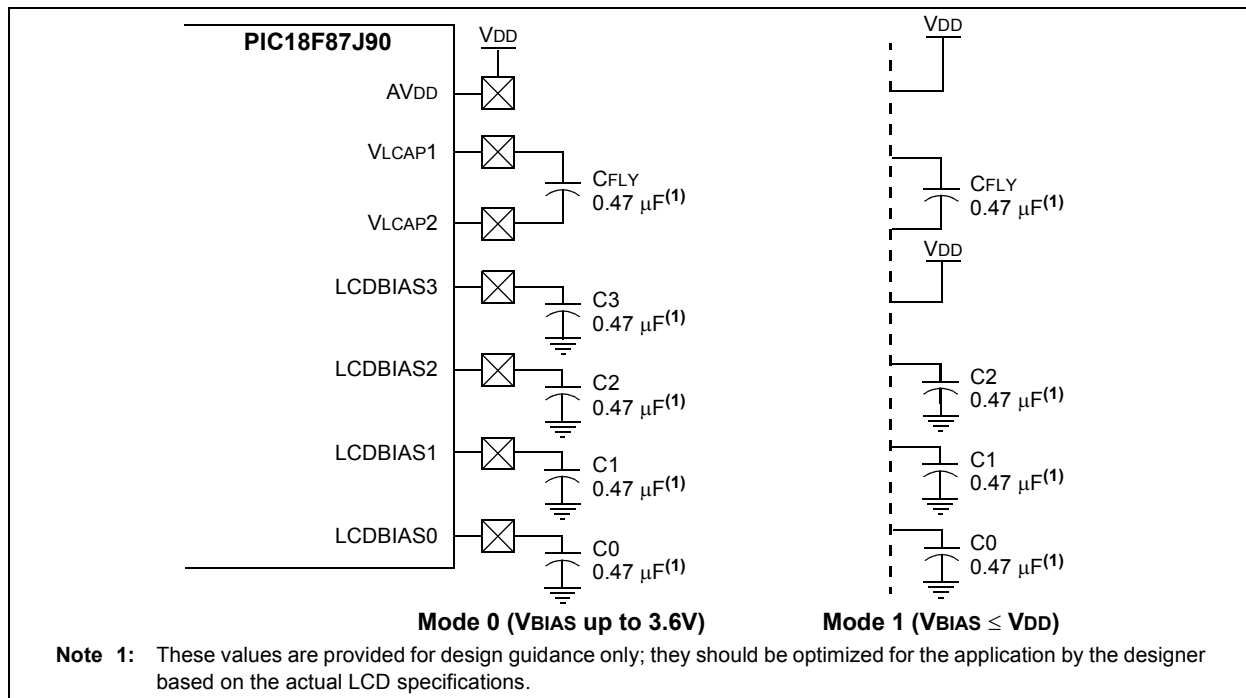 PIC18F87J90
VDD
AVDD
VLCAP1
CFLY
0.47 μF(1)
VLCAP2
LCDBIAS3
C3
0.47 μF(1)
LCDBIAS2
C2
0.47 μF(1)
LCDBIAS1
C1
0.47 μF(1)
LCDBIAS0
C0
0.47 μF(1)
Mode 0 (VBIAS up to 3.6V)
VDD
CFLY
0.47 μF(1)
VDD
C2
0.47 μF(1)
C1
0.47 μF(1)
C0
0.47 μF(1)
Mode 1 (VBIAS ≤ VDD)
Note 1: These values are provided for design guidance only; they should be optimized for the application by the designer
based on the actual LCD specifications.